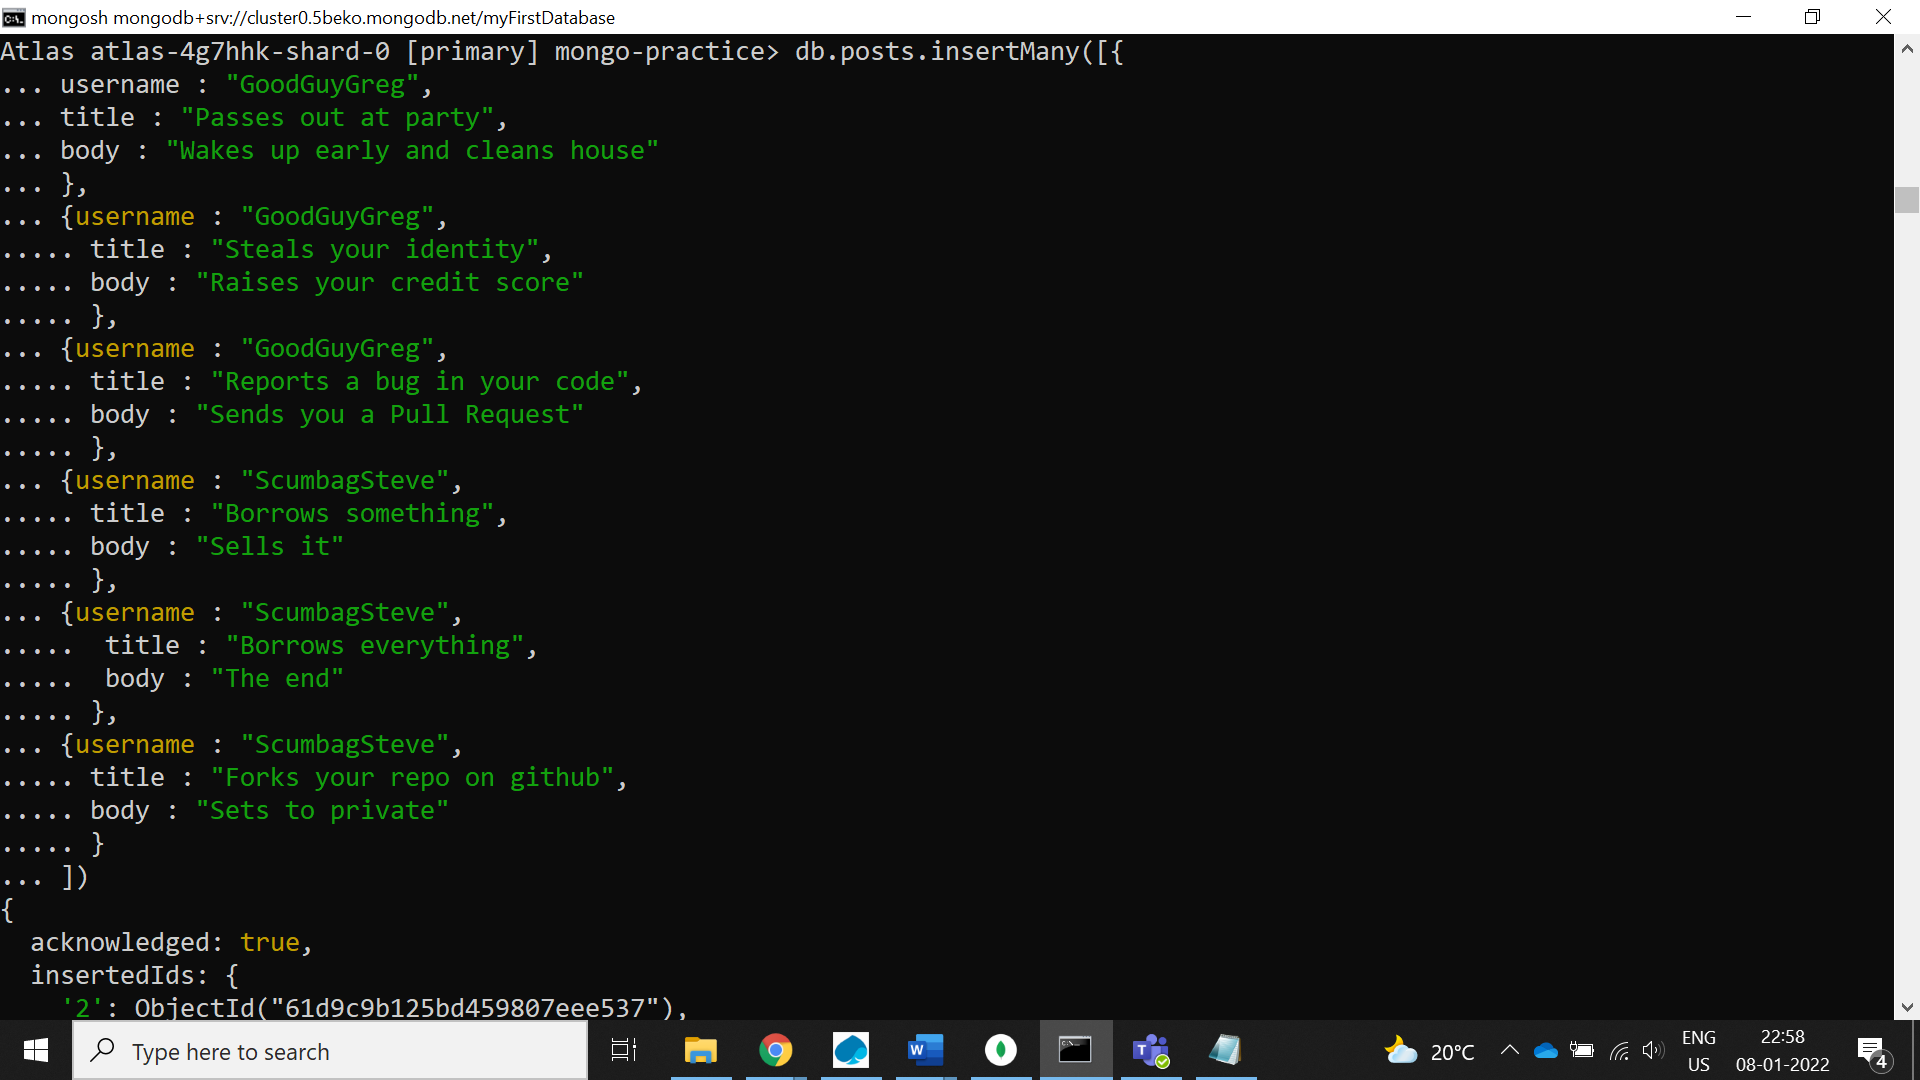 mongosh mongodb+srv://cluster0.5beko.mongodb.net/myFirstDatabase
Atlas atlas-4g7hhk-shard-0 [primary] mongo-practice> db.posts.insertMany([{
... username : "GoodGuyGreg",
... title : "Passes out at party",
... body : "Wakes up early and cleans house"
... },
... {username : "GoodGuyGreg",
..... title : "Steals your identity",
..... body : "Raises your credit score"
..... },
... {username : "GoodGuyGreg",
..... title : "Reports a bug in your code",
..... body : "Sends you a Pull Request"
..... },
... {username : "ScumbagSteve",
..... title : "Borrows something",
..... body : "Sells it"
..... },
... {username : "ScumbagSteve",
.....  title : "Borrows everything",
.....  body : "The end"
..... },
... {username : "ScumbagSteve",
..... title : "Forks your repo on github",
..... body : "Sets to private"
..... }
... ])
{
  acknowledged: true,
  insertedIds: {
    '2': ObjectId("61d9c9b125bd459807eee537"),
Type here to search
20°C
ENG
US
22:58
08-01-2022
4